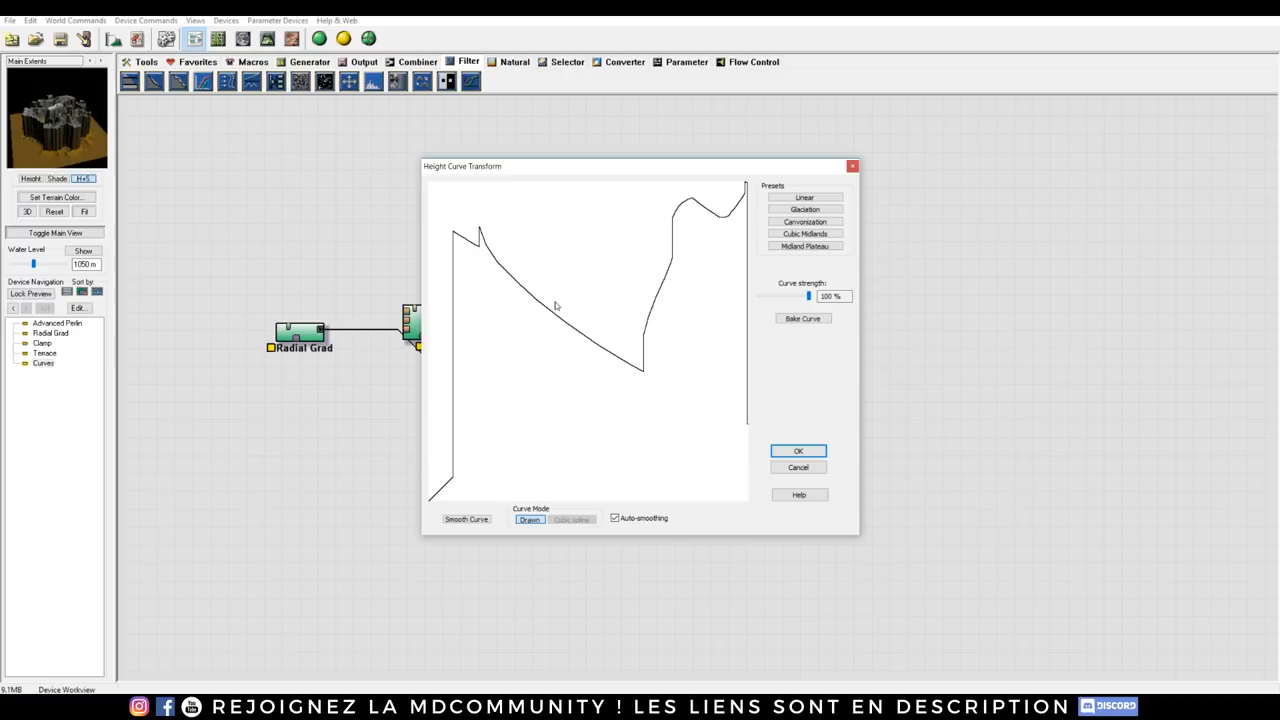 File Edit World Commands Device Commands Views Devices Parameter Devices Help & Web
Main Extents
Tools Favorites Macros Generator Output Combiner Filter Natural Selector Converter Parameter Flow Control
Height Shade H+S
Set Terrain Color...
3D Reset Fit
Toggle Main View
Water Level Show
1050 m
Device Navigation Sort by:
Lock Preview
Edit...
Advanced Perlin
Radial Grad
Clamp
Terrace
Curves
Radial Grad
Height Curve Transform
Presets
Linear
Glaciation
Canyonization
Cubic Midlands
Midland Plateau
Curve strength:
100 %
Bake Curve
OK
Cancel
Help
Smooth Curve
Curve Mode
Drawn Cubic spline
Auto-smoothing
9.1MB Device Workview
REJOIGNEZ LA MDCOMMUNITY ! LES LIENS SONT EN DESCRIPTION
DISCORD